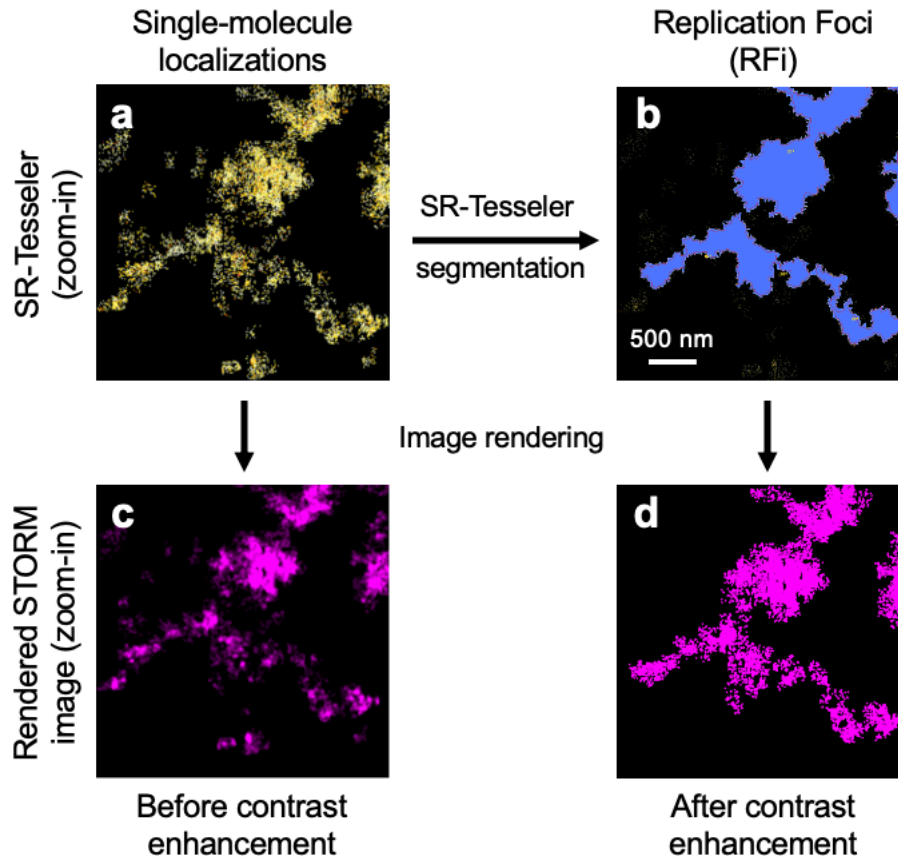 Single-molecule
localizations
Replication Foci
(RFi)
SR-Tesseler
(zoom-in)
a
SR-Tesseler
segmentation
b
500 nm
Image rendering
Rendered STORM
image (zoom-in)
c
d
Before contrast
enhancement
After contrast
enhancement